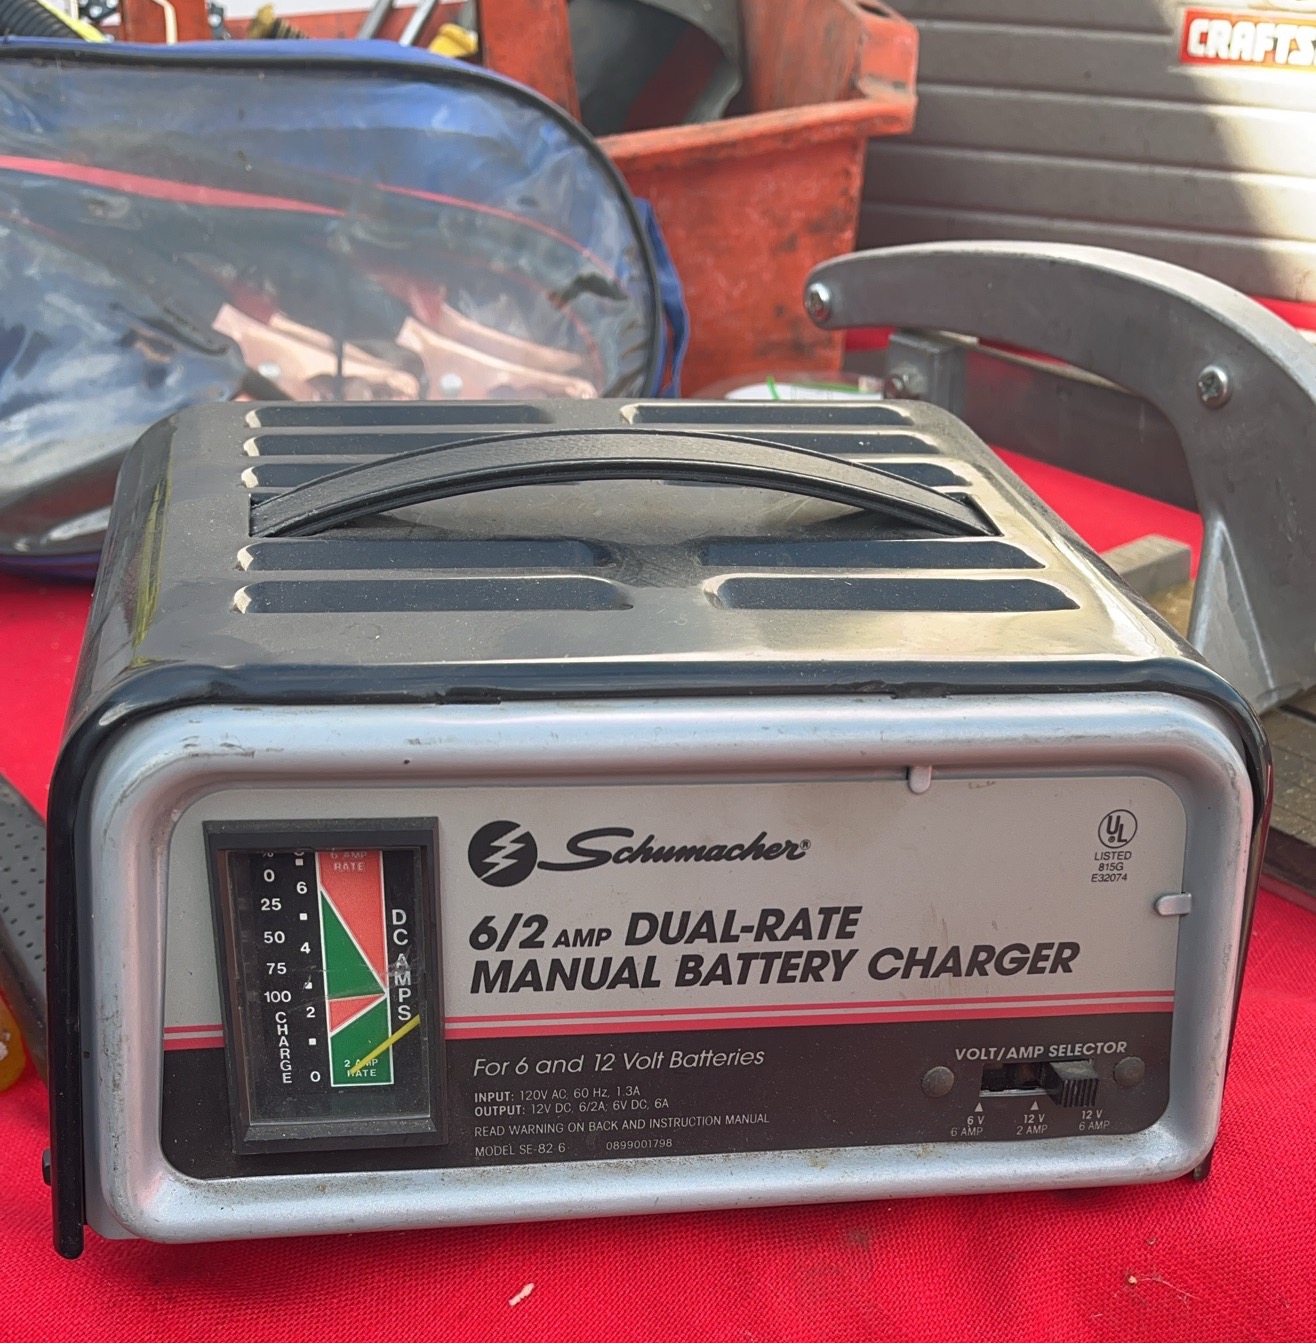 CRAFTS
Schumacher®
6/2 AMP DUAL-RATE
MANUAL BATTERY CHARGER
UL
LISTED
815G
E32074
6 AMP
RATE
0
25
50
75
100
CHARGE
6
4
2
0
DC AMPS
2 AMP
RATE
For 6 and 12 Volt Batteries
INPUT: 120V AC, 60 Hz, 1.3A
OUTPUT: 12V DC, 6/2A; 6V DC, 6A
READ WARNING ON BACK AND INSTRUCTION MANUAL
MODEL SE-82-6 0899001798
VOLT/AMP SELECTOR
6 V 12 V 12 V
6 AMP 2 AMP 6 AMP